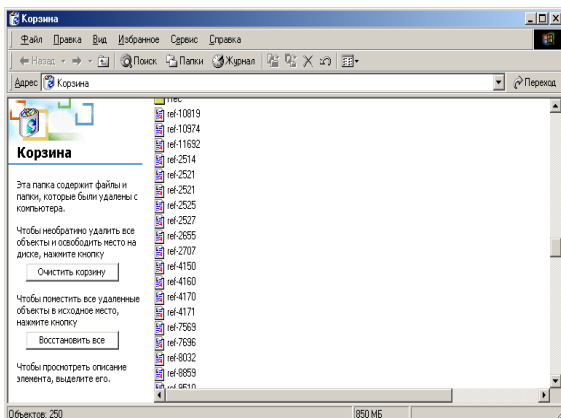 Корзина
Файл Правка Вид Избранное Сервис Справка
Назад Поиск Папки Журнал
Адрес Корзина Переход
ref-10819
ref-10974
ref-11692
ref-2514
ref-2521
ref-2521
ref-2525
ref-2527
ref-2655
ref-2707
ref-4150
ref-4160
ref-4170
ref-4171
ref-7569
ref-7696
ref-8032
ref-8859
ref-9510
Корзина
Эта папка содержит файлы и
папки, которые были удалены с
компьютера.
Чтобы необратимо удалить все
объекты и освободить место на
диске, нажмите кнопку
Очистить корзину
Чтобы поместить все удаленные
объекты в исходное место,
нажмите кнопку
Восстановить все
Чтобы просмотреть описание
элемента, выделите его.
Объектов: 250 850 МБ